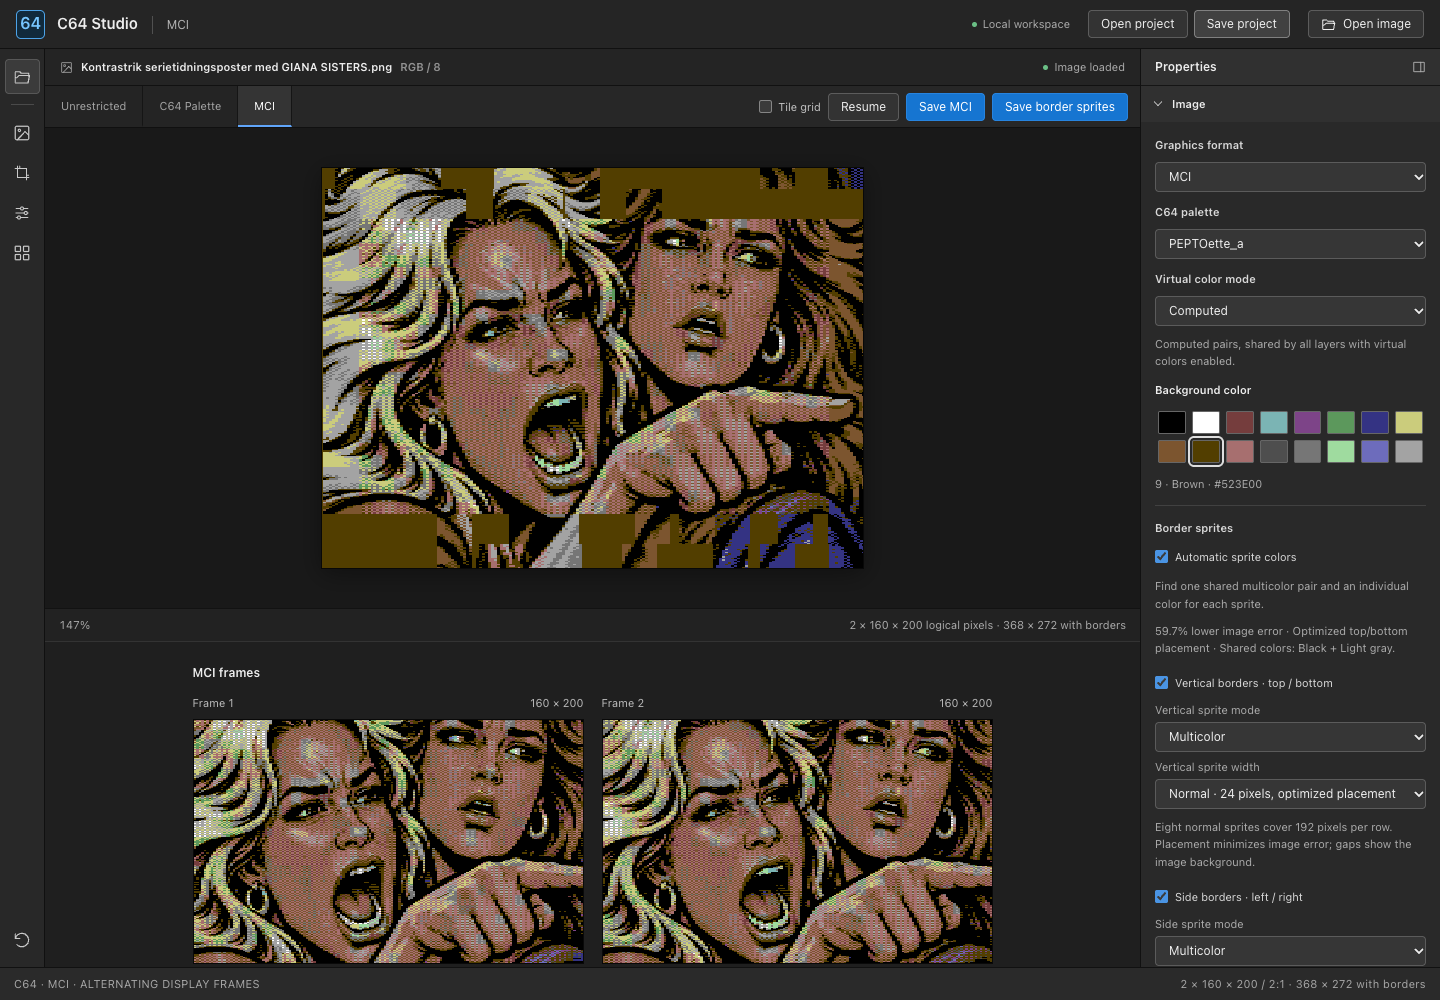 64 C64 Studio MCI Local workspace Open project Save project Open image
Kontrastrik serietidningsposter med GIANA SISTERS.png RGB / 8 Image loaded
Unrestricted C64 Palette MCI Tile grid Resume Save MCI Save border sprites
147% 2 × 160 × 200 logical pixels · 368 × 272 with borders
MCI frames
Frame 1 160 × 200 Frame 2 160 × 200
Properties
Image
Graphics format
MCI
C64 palette
PEPTOette_a
Virtual color mode
Computed
Computed pairs, shared by all layers with virtual
colors enabled.
Background color
9 · Brown · #523E00
Border sprites
Automatic sprite colors
Find one shared multicolor pair and an individual
color for each sprite.
59.7% lower image error · Optimized top/bottom
placement · Shared colors: Black + Light gray.
Vertical borders · top / bottom
Vertical sprite mode
Multicolor
Vertical sprite width
Normal · 24 pixels, optimized placement
Eight normal sprites cover 192 pixels per row.
Placement minimizes image error; gaps show the
image background.
Side borders · left / right
Side sprite mode
Multicolor
C64 · MCI · ALTERNATING DISPLAY FRAMES 2 × 160 × 200 / 2:1 · 368 × 272 with borders